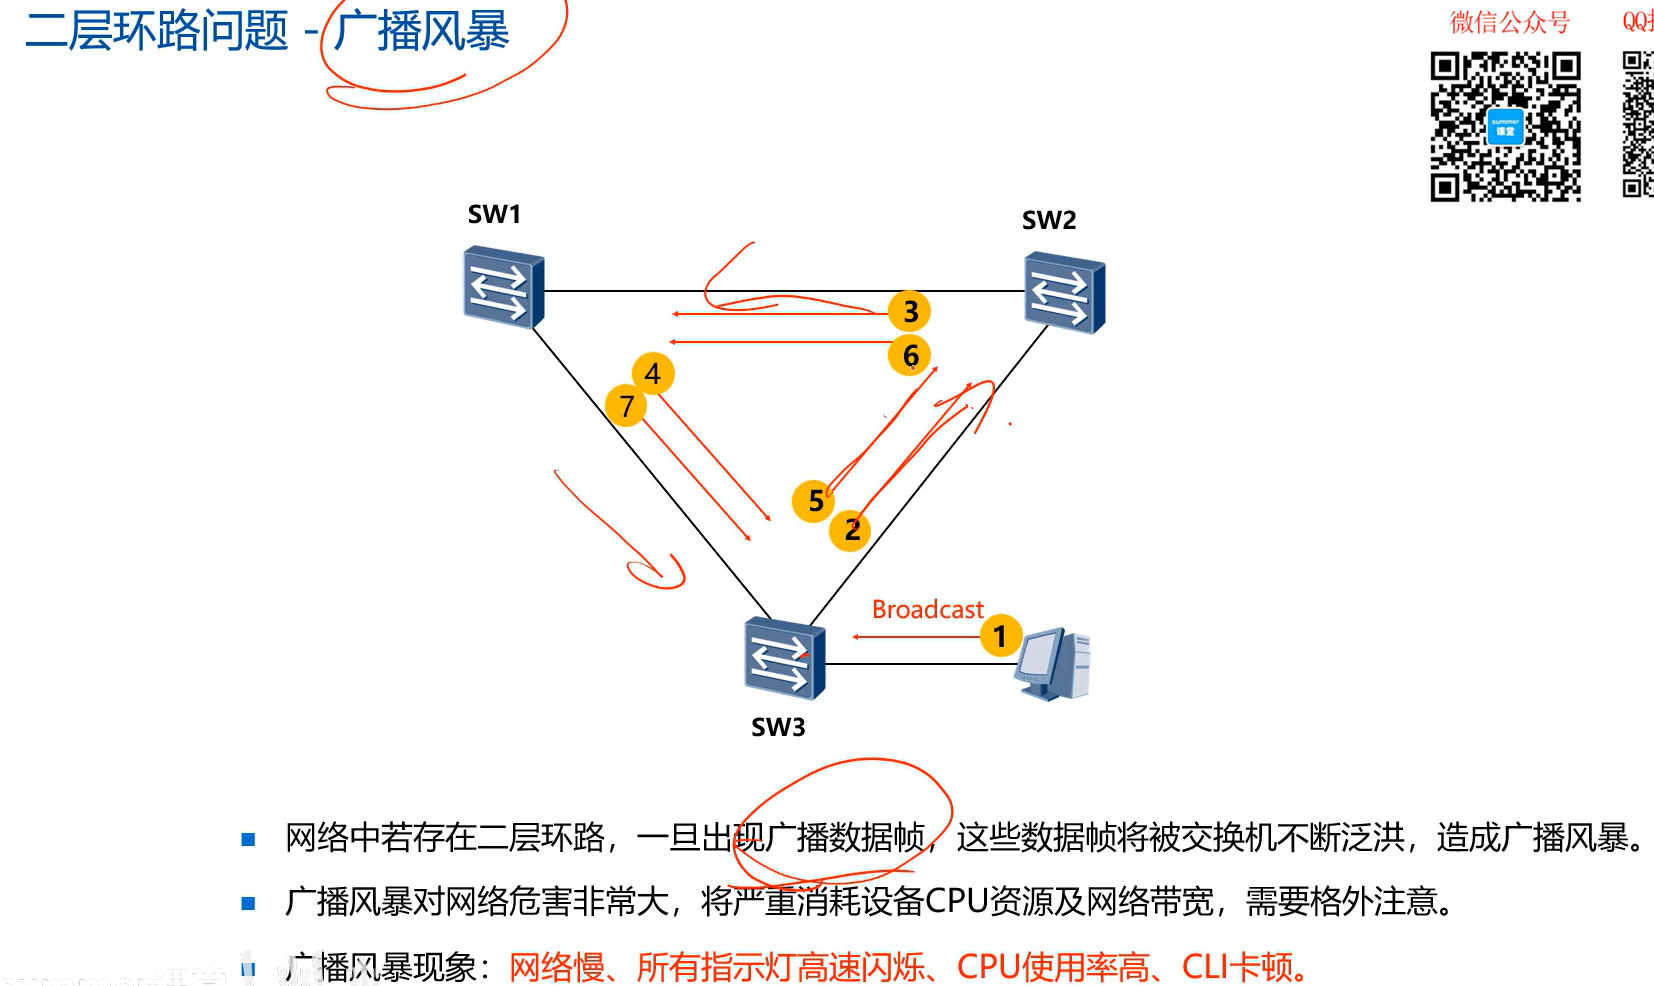 二层环路问题 - 广播风暴
微信公众号
QQ
summer
课堂
SW1
SW2
3
6
4
7
5
2
Broadcast
1
SW3
网络中若存在二层环路，一旦出现广播数据帧，这些数据帧将被交换机不断泛洪，造成广播风暴。
广播风暴对网络危害非常大，将严重消耗设备CPU资源及网络带宽，需要格外注意。
广播风暴现象：网络慢、所有指示灯高速闪烁、CPU使用率高、CLI卡顿。